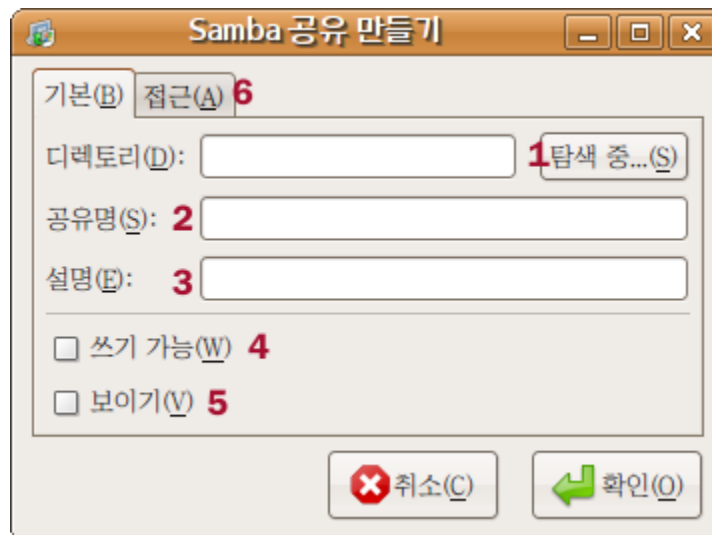 Samba 공유 만들기
기본(B) 접근(A) 6
디렉토리(D): 1 탐색 중...(S)
공유명(S): 2
설명(E): 3
쓰기 가능(W) 4
보이기(V) 5
취소(C) 확인(O)